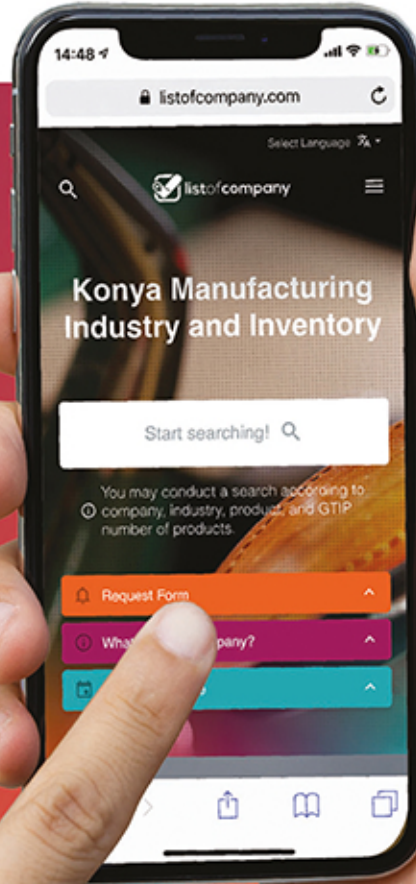 14:48
listofcompany.com
Select Language
listofcompany
Konya Manufacturing
Industry and Inventory
Start searching!
You may conduct a search according to
company, industry, product, and GTIP
number of products.
Request Form
What pany?